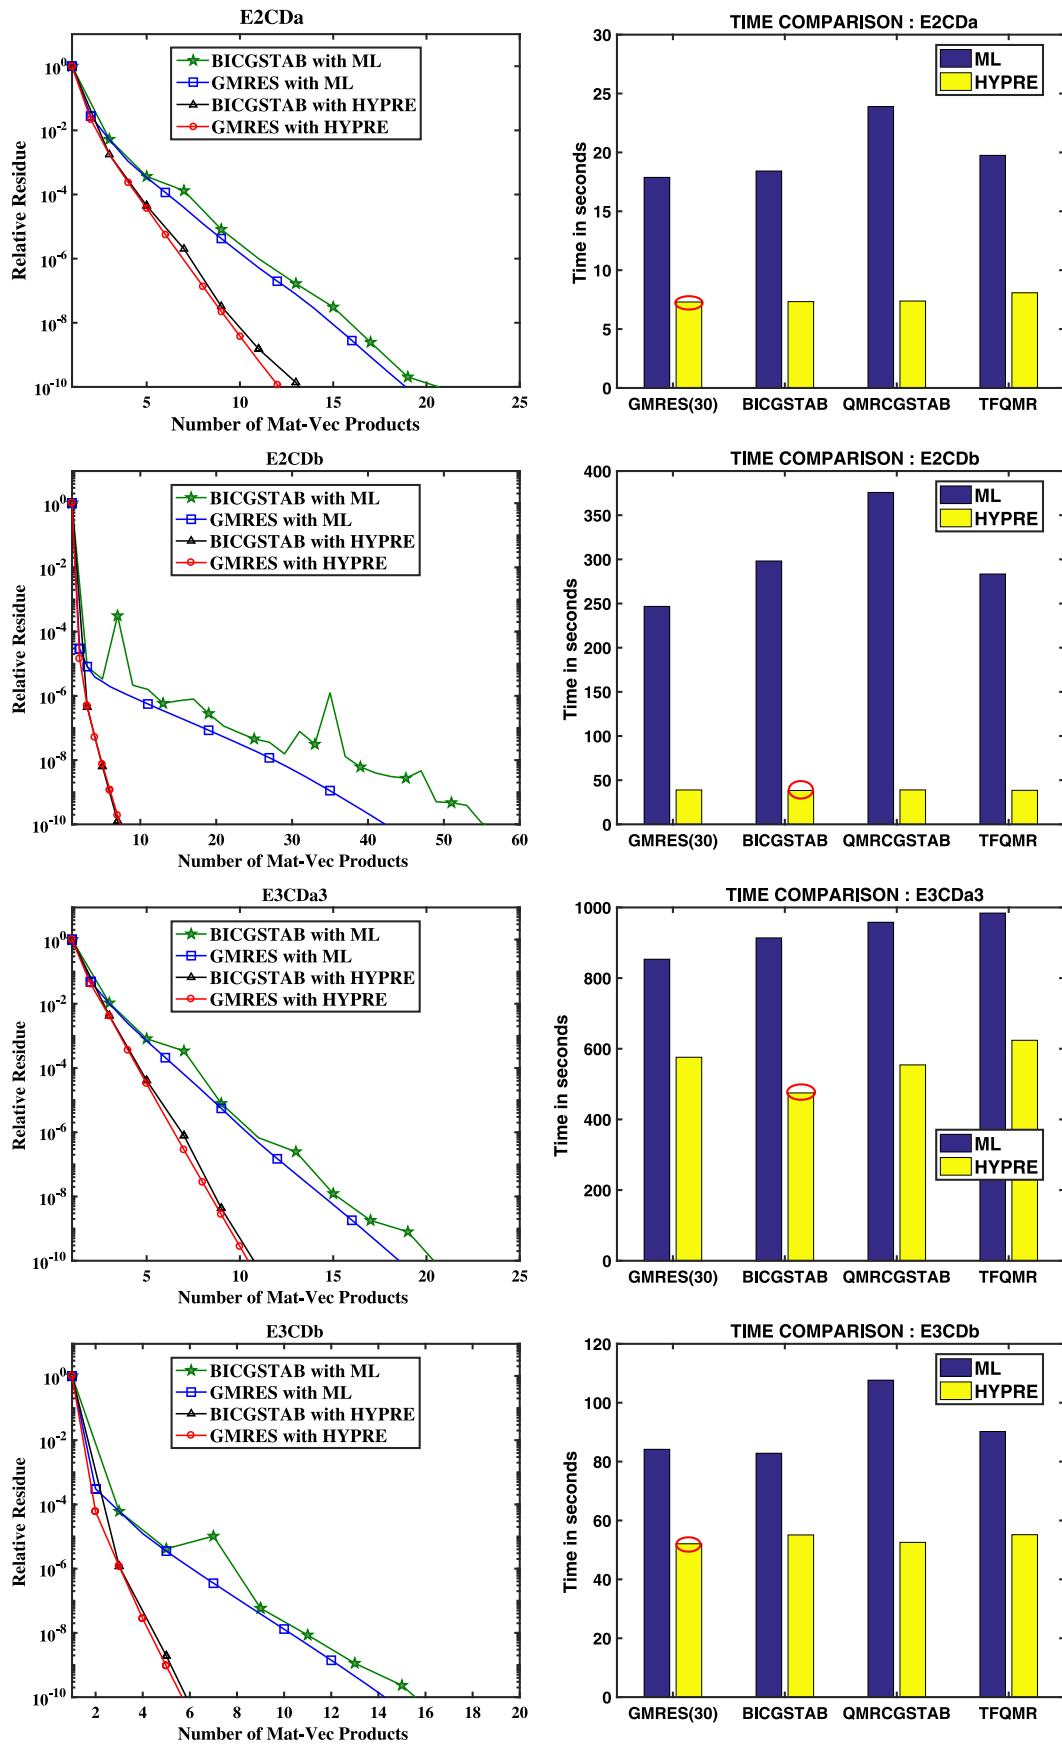 E2CDa
10^0
10^-2
10^-4
10^-6
10^-8
10^-10
Relative Residue
BICGSTAB with ML
GMRES with ML
BICGSTAB with HYPRE
GMRES with HYPRE
5 10 15 20 25
Number of Mat-Vec Products
TIME COMPARISON : E2CDa
30
25
20
15
10
5
0
Time in seconds
ML
HYPRE
GMRES(30) BICGSTAB QMRCGSTAB TFQMR
E2CDb
10^0
10^-2
10^-4
10^-6
10^-8
10^-10
Relative Residue
BICGSTAB with ML
GMRES with ML
BICGSTAB with HYPRE
GMRES with HYPRE
10 20 30 40 50 60
Number of Mat-Vec Products
TIME COMPARISON : E2CDb
400
350
300
250
200
150
100
50
0
Time in seconds
ML
HYPRE
GMRES(30) BICGSTAB QMRCGSTAB TFQMR
E3CDa3
10^0
10^-2
10^-4
10^-6
10^-8
10^-10
Relative Residue
BICGSTAB with ML
GMRES with ML
BICGSTAB with HYPRE
GMRES with HYPRE
5 10 15 20 25
Number of Mat-Vec Products
TIME COMPARISON : E3CDa3
1000
800
600
400
200
0
Time in seconds
ML
HYPRE
GMRES(30) BICGSTAB QMRCGSTAB TFQMR
E3CDb
10^0
10^-2
10^-4
10^-6
10^-8
10^-10
Relative Residue
BICGSTAB with ML
GMRES with ML
BICGSTAB with HYPRE
GMRES with HYPRE
2 4 6 8 10 12 14 16 18 20
Number of Mat-Vec Products
TIME COMPARISON : E3CDb
120
100
80
60
40
20
0
Time in seconds
ML
HYPRE
GMRES(30) BICGSTAB QMRCGSTAB TFQMR